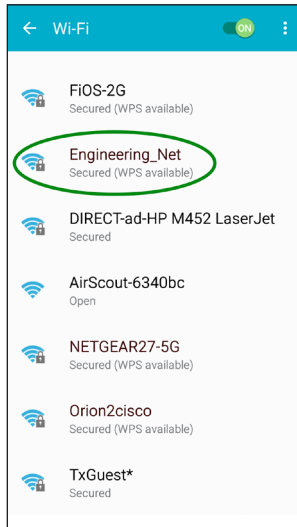 Wi-Fi
ON
FiOS-2G
Secured (WPS available)
Engineering_Net
Secured (WPS available)
DIRECT-ad-HP M452 LaserJet
Secured
AirScout-6340bc
Open
NETGEAR27-5G
Secured (WPS available)
Orion2cisco
Secured (WPS available)
TxGuest*
Secured